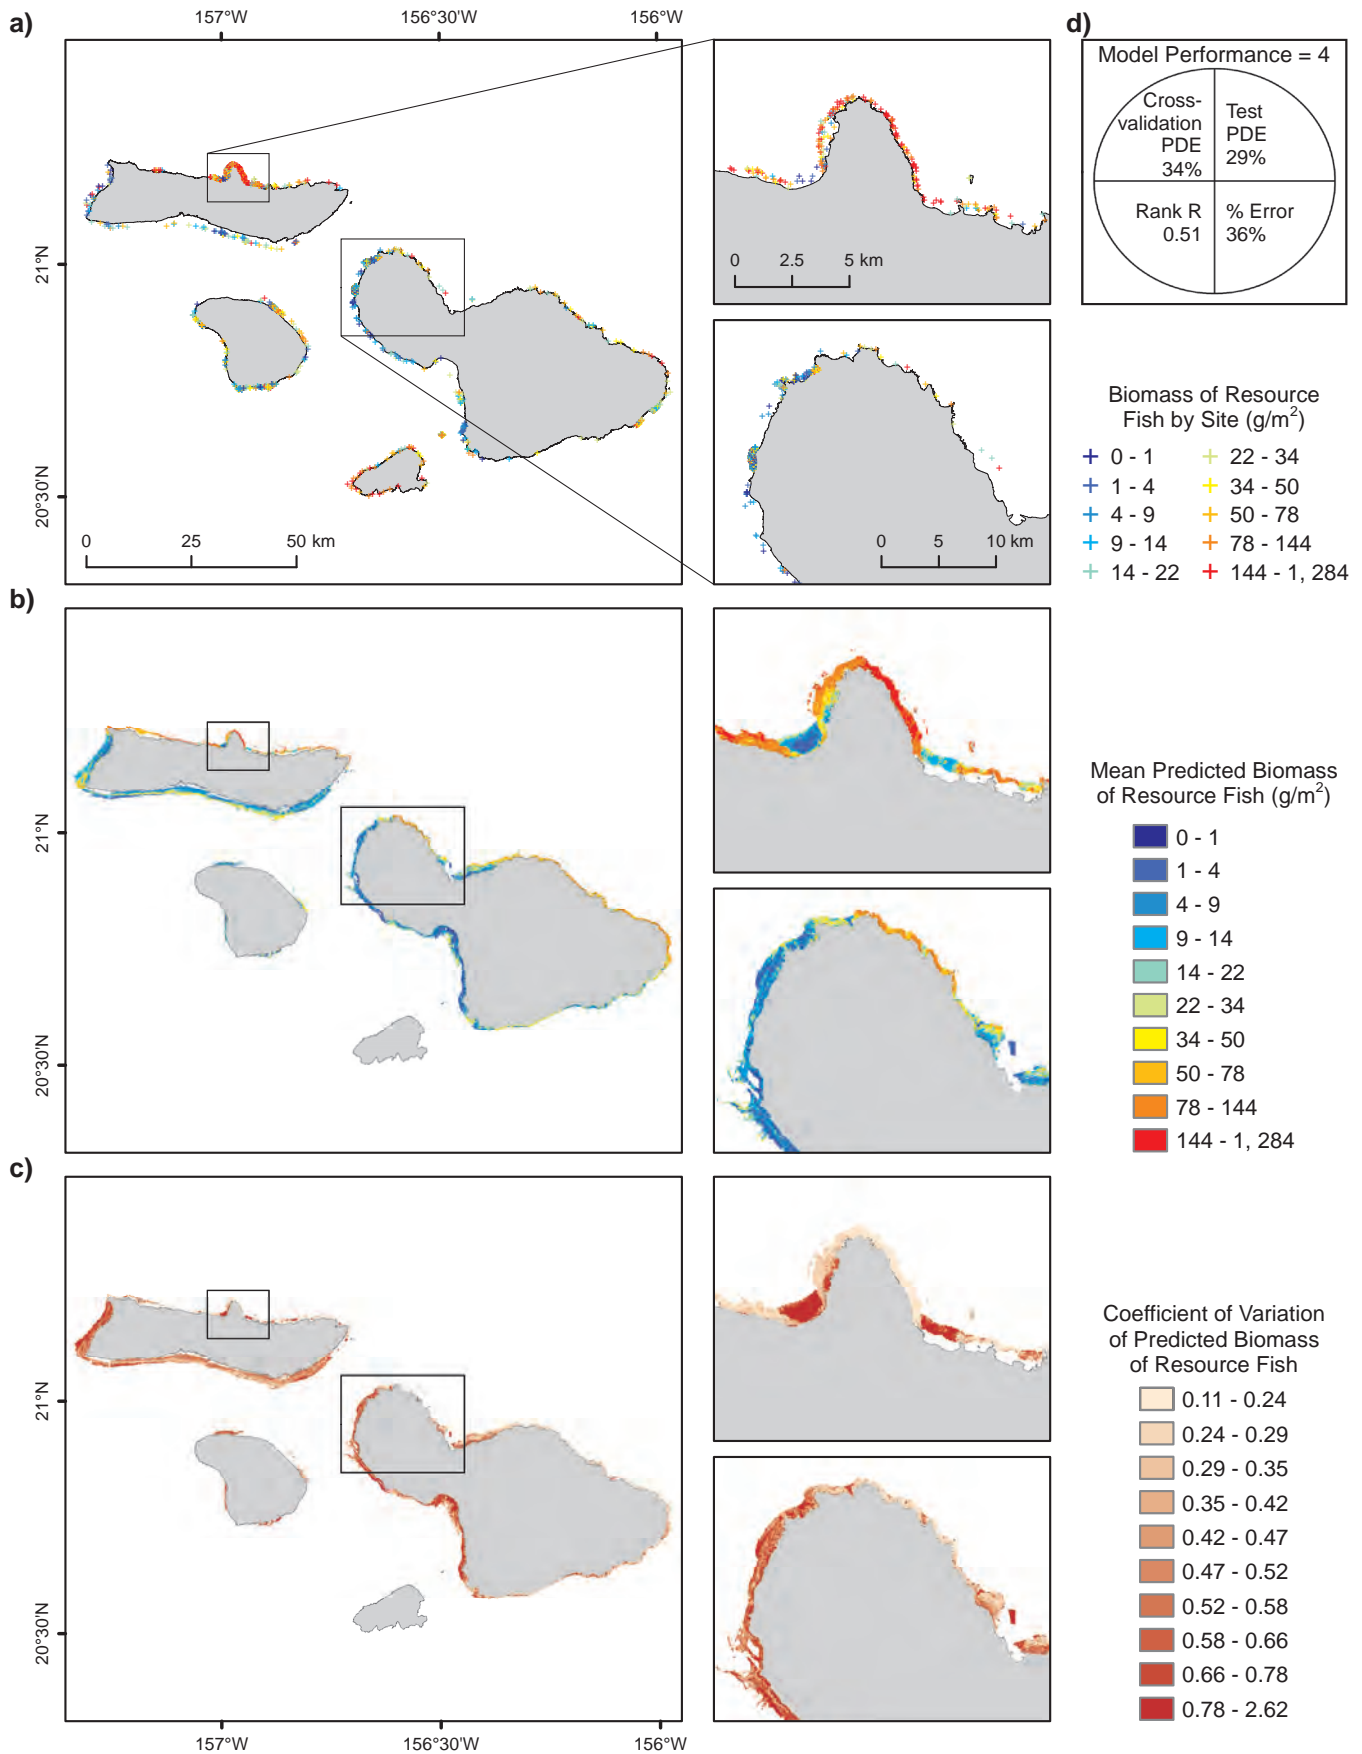 a)
157°W
156°30'W
156°W
21°N
20°30'N
0
25
50 km
0
2.5
5 km
0
5
10 km
d)
Model Performance = 4
Cross-
validation
PDE
34%
Test
PDE
29%
Rank R
0.51
% Error
36%
Biomass of Resource
Fish by Site (g/m²)
0 - 1
1 - 4
4 - 9
9 - 14
14 - 22
22 - 34
34 - 50
50 - 78
78 - 144
144 - 1, 284
b)
21°N
20°30'N
Mean Predicted Biomass
of Resource Fish (g/m²)
0 - 1
1 - 4
4 - 9
9 - 14
14 - 22
22 - 34
34 - 50
50 - 78
78 - 144
144 - 1, 284
c)
21°N
20°30'N
157°W
156°30'W
156°W
Coefficient of Variation
of Predicted Biomass
of Resource Fish
0.11 - 0.24
0.24 - 0.29
0.29 - 0.35
0.35 - 0.42
0.42 - 0.47
0.47 - 0.52
0.52 - 0.58
0.58 - 0.66
0.66 - 0.78
0.78 - 2.62